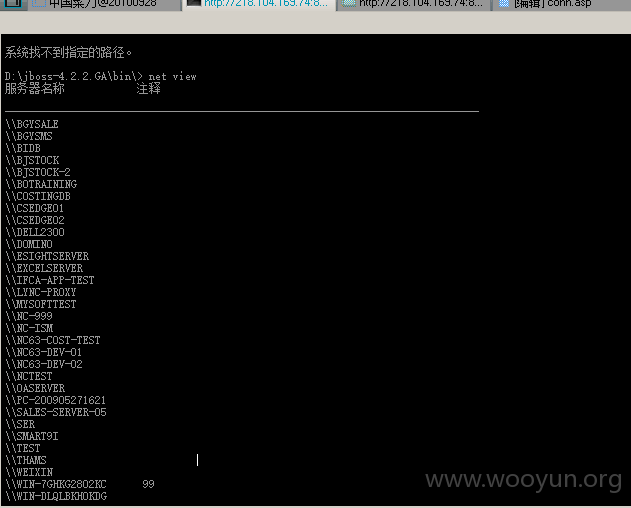 中国菜刀@20100928 http://218.104.169.74:8... http://218.104.169.74:8... [编辑] conn.asp
系统找不到指定的路径。
D:\jboss-4.2.2.GA\bin\> net view
服务器名称 注释
\\BGYSALE
\\BGYSMS
\\BIDB
\\BJSTOCK
\\BJSTOCK-2
\\BOTRAINING
\\COSTINGDB
\\CSEDGE01
\\CSEDGE02
\\DELL2300
\\DOMINO
\\ESIGHTSERVER
\\EXCELSERVER
\\IFCA-APP-TEST
\\LYNC-PROXY
\\MYSOFTTEST
\\NC-999
\\NC-ISM
\\NC63-COST-TEST
\\NC63-DEV-01
\\NC63-DEV-02
\\NCTEST
\\OASERVER
\\PC-200905271621
\\SALES-SERVER-05
\\SER
\\SMART9I
\\TEST
\\THAMS
\\WEIXIN
\\WIN-7GHKG2802KC 99
\\WIN-DLQLBKHOKDG
www.wooyun.org